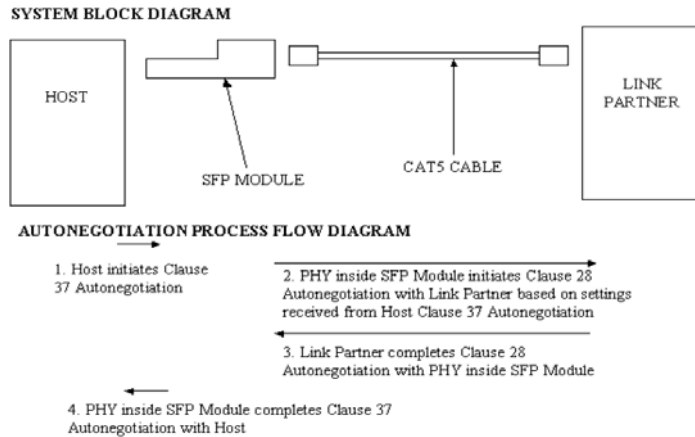 SYSTEM BLOCK DIAGRAM
HOST
LINK
PARTNER
SFP MODULE
CAT5 CABLE
AUTONEGOTIATION PROCESS FLOW DIAGRAM
1. Host initiates Clause
37 Autonegotiation
2. PHY inside SFP Module initiates Clause 28
Autonegotiation with Link Partner based on settings
received from Host Clause 37 Autonegotiation
3. Link Partner completes Clause 28
Autonegotiation with PHY inside SFP Module
4. PHY inside SFP Module completes Clause 37
Autonegotiation with Host